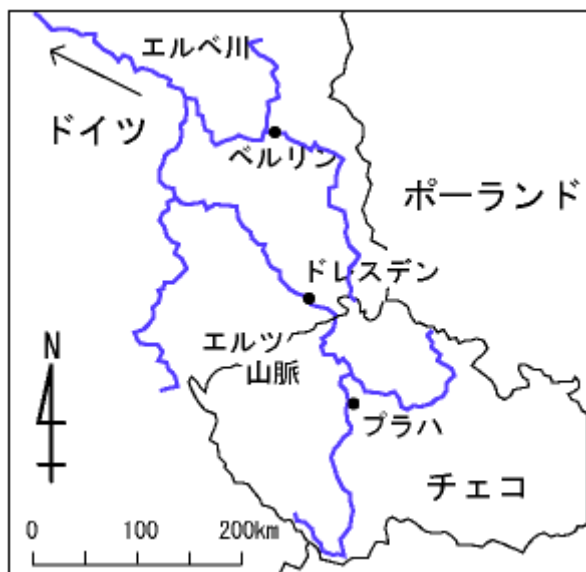 エルベ川
ドイツ
ベルリン
ポーランド
ドレスデン
エルツ
山脈
N
プラハ
チェコ
0 100 200km